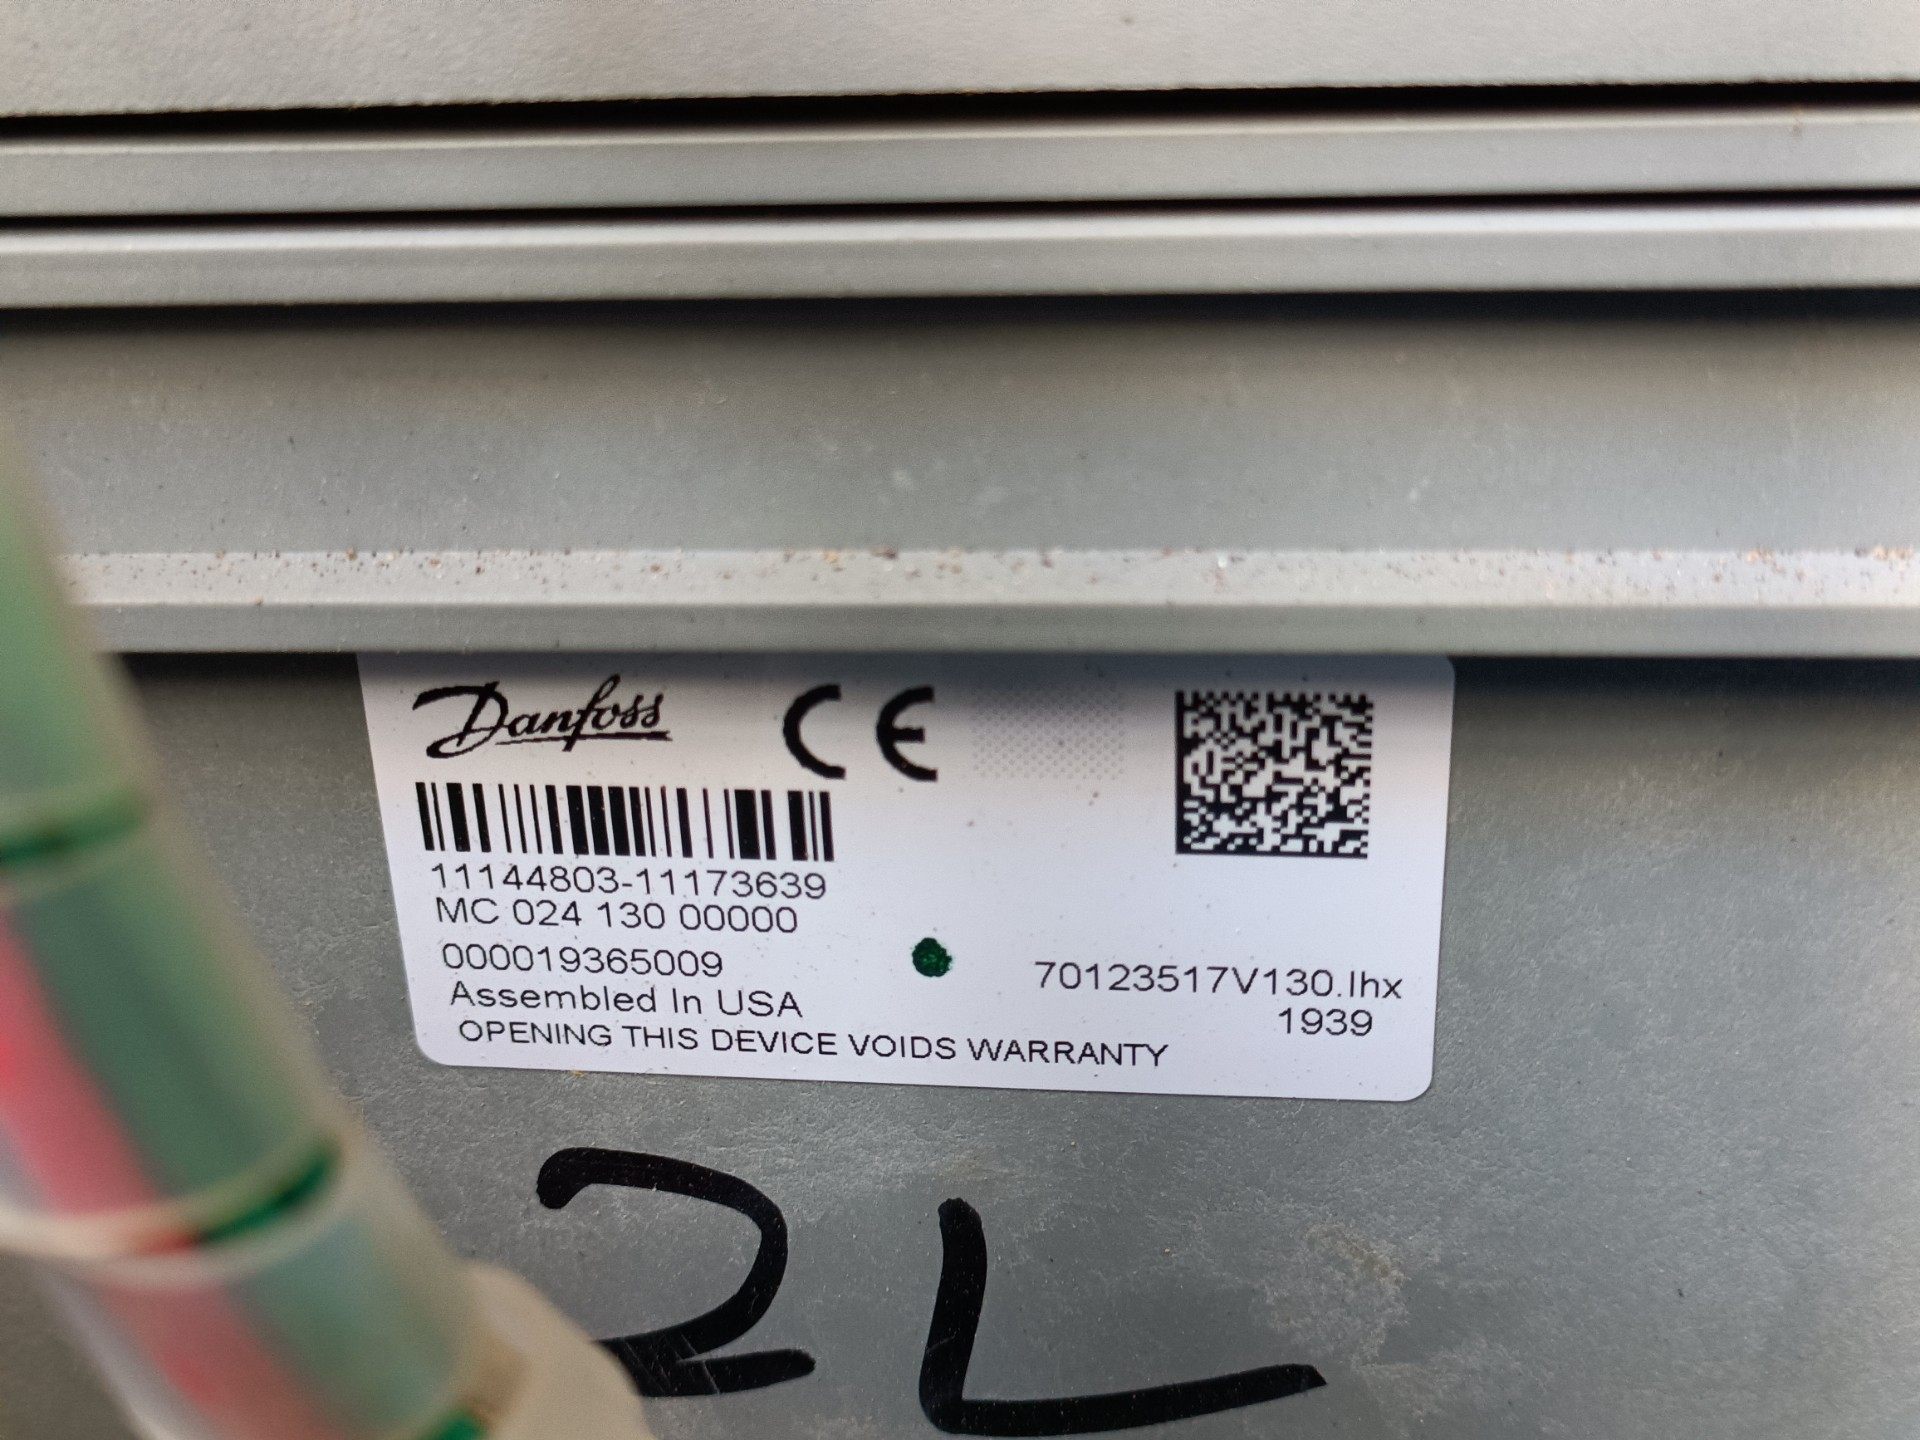 Danfoss CE
11144803-11173639
MC 024 130 00000
000019365009
Assembled In USA
70123517V130.lhx
1939
OPENING THIS DEVICE VOIDS WARRANTY
2L